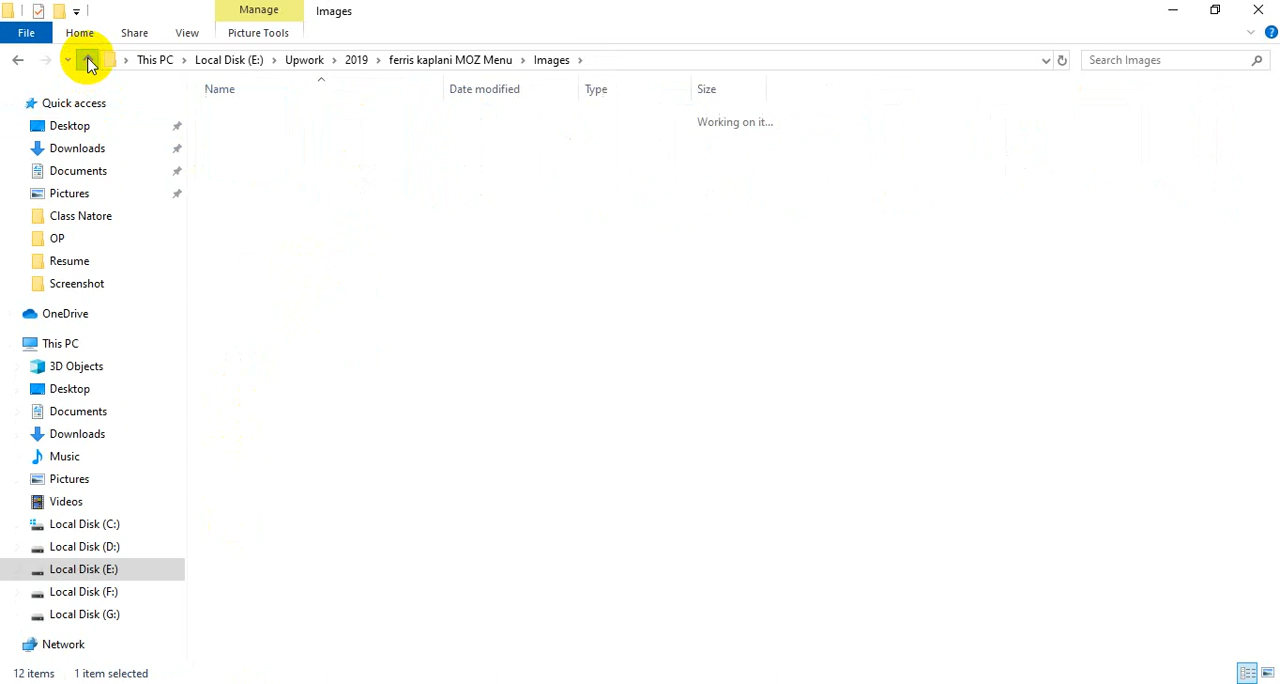 Manage
Images
File
Home
Share
View
Picture Tools
This PC
Local Disk (E:)
Upwork
2019
ferris kaplani MOZ Menu
Images
Search Images
Name
Date modified
Type
Size
Working on it...
Quick access
Desktop
Downloads
Documents
Pictures
Class Natore
OP
Resume
Screenshot
OneDrive
This PC
3D Objects
Desktop
Documents
Downloads
Music
Pictures
Videos
Local Disk (C:)
Local Disk (D:)
Local Disk (E:)
Local Disk (F:)
Local Disk (G:)
Network
12 items
1 item selected